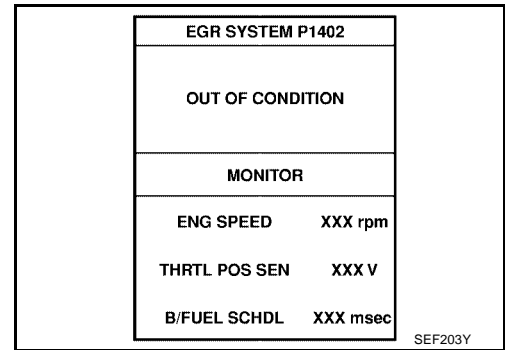 EGR SYSTEM P1402
OUT OF CONDITION
MONITOR
ENG SPEED XXX rpm
THRTL POS SEN XXX V
B/FUEL SCHDL XXX msec
SEF203Y